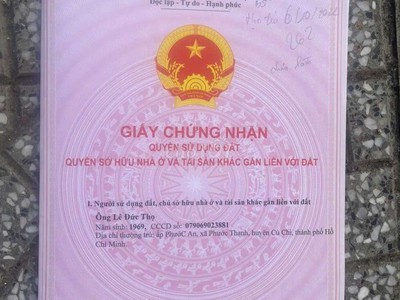 Độc lập - Tự do - Hạnh phúc
GIẤY CHỨNG NHẬN
QUYỀN SỬ DỤNG ĐẤT
QUYỀN SỞ HỮU NHÀ Ở VÀ TÀI SẢN KHÁC GẮN LIỀN VỚI ĐẤT
I. Người sử dụng đất, chủ sở hữu nhà ở và tài sản khác gắn liền với đất
Ông Lê Đức Thọ
Năm sinh: 1969, CCCD số: 079069023881
Địa chỉ thường trú: ấp PhướC An, xã Phước Thạnh, huyện Củ Chi, thành phố Hồ
Chí Minh.